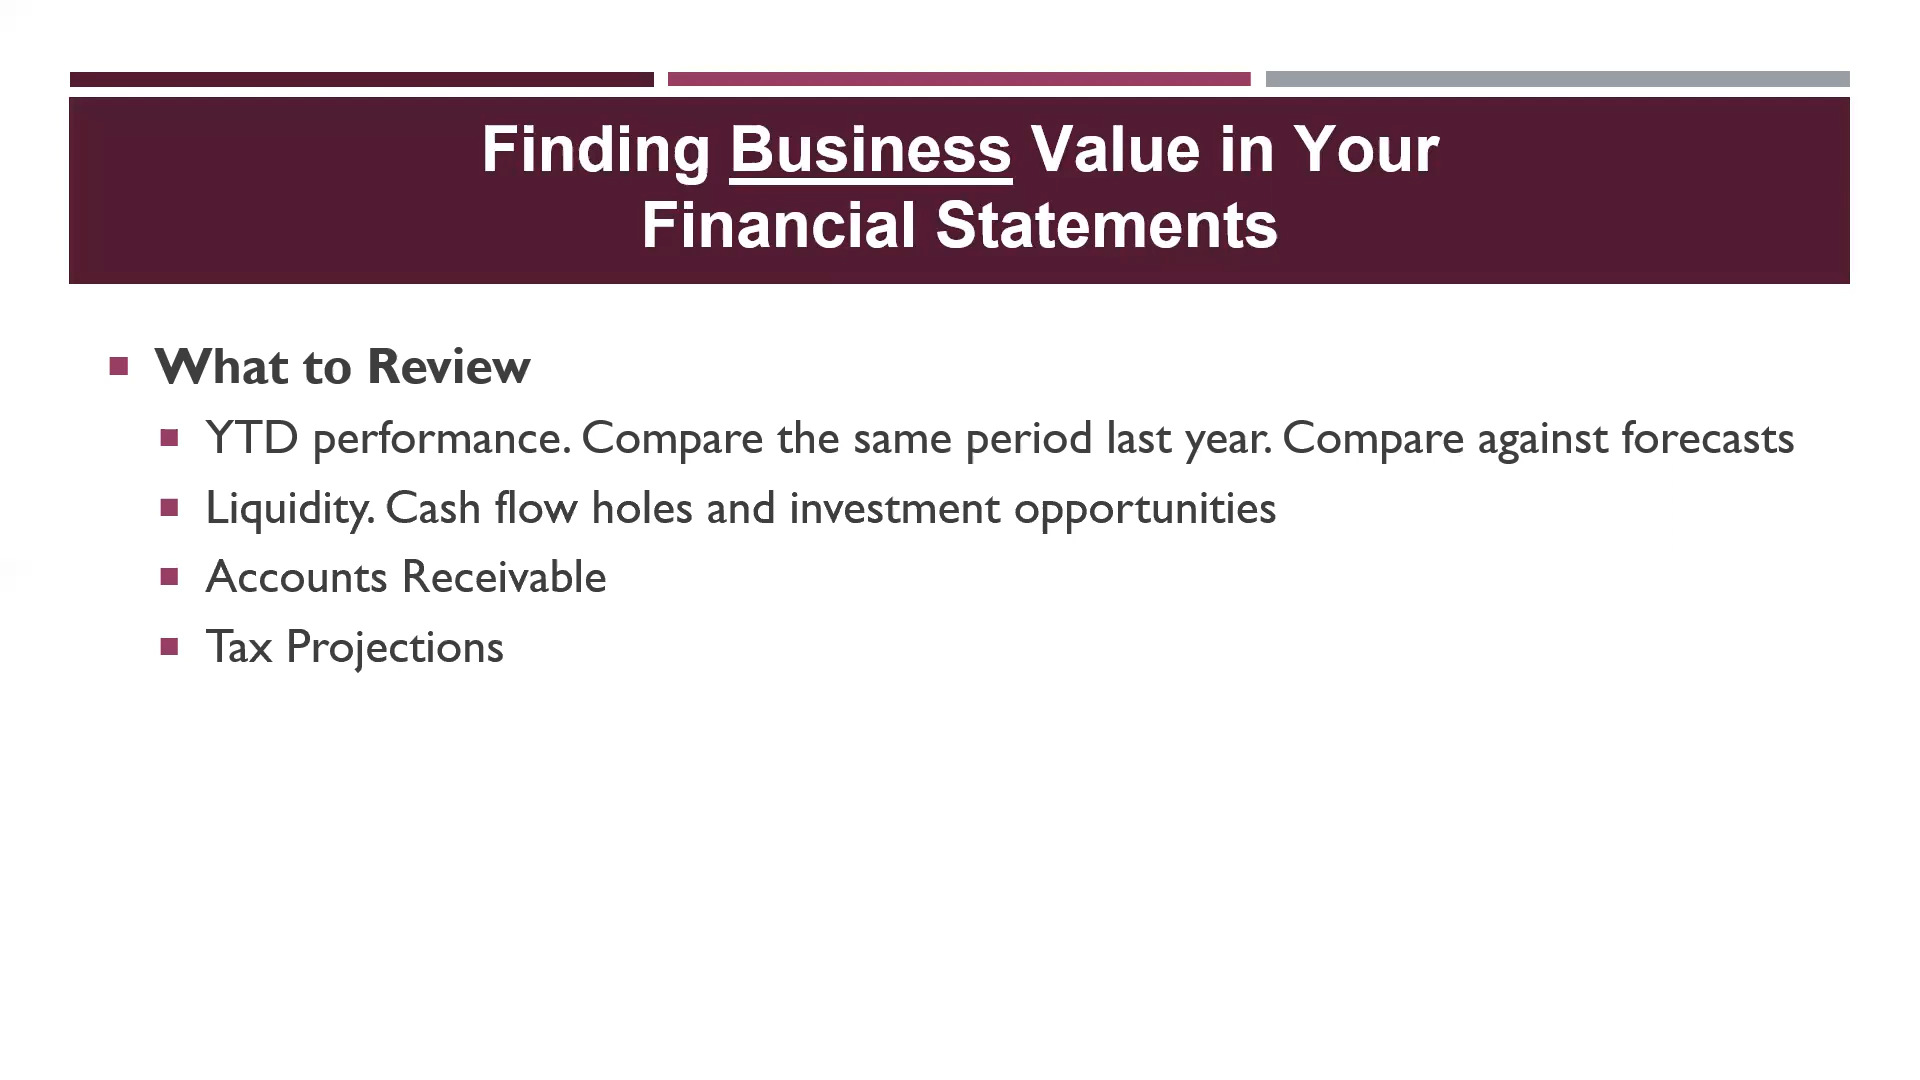 Finding Business Value in Your
Financial Statements
What to Review
YTD performance. Compare the same period last year. Compare against forecasts
Liquidity. Cash flow holes and investment opportunities
Accounts Receivable
Tax Projections